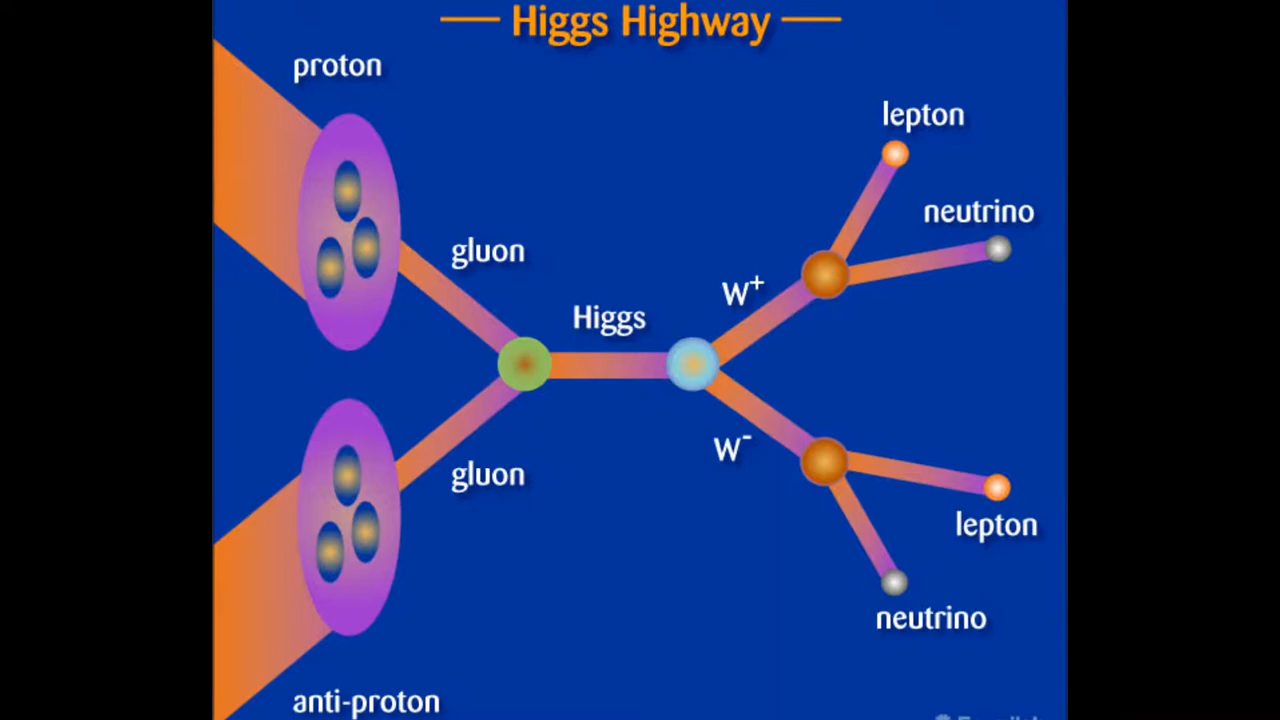 Higgs Highway
proton
lepton
neutrino
gluon
W⁺
Higgs
W⁻
gluon
lepton
neutrino
anti-proton